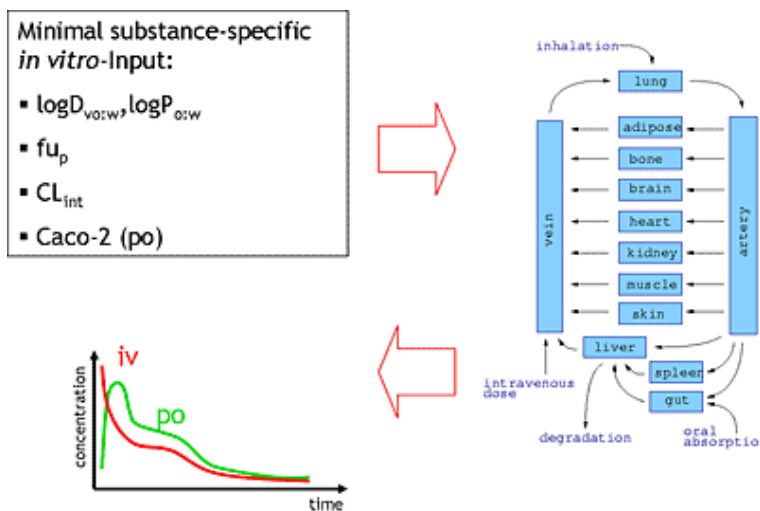 Minimal substance-specific
in vitro-Input:
▪ logDvo:w,logPo:w
▪ fup
▪ CLint
▪ Caco-2 (po)
inhalation
lung
adipose
bone
brain
heart
kidney
muscle
skin
vein
artery
liver
spleen
gut
intravenous
dose
degradation
oral
absorptio
iv
po
concentration
time